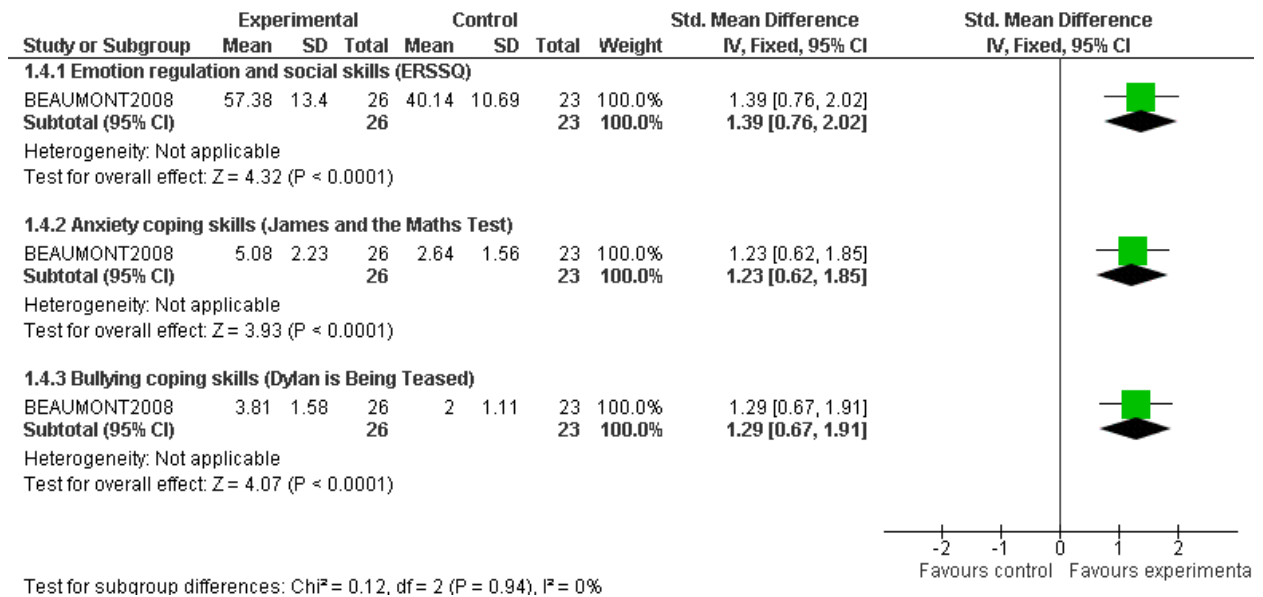 Experimental Control Std. Mean Difference Std. Mean Difference
Study or Subgroup Mean SD Total Mean SD Total Weight IV, Fixed, 95% CI IV, Fixed, 95% CI
1.4.1 Emotion regulation and social skills (ERSSQ)
BEAUMONT2008 57.38 13.4 26 40.14 10.69 23 100.0% 1.39 [0.76, 2.02]
Subtotal (95% CI) 26 23 100.0% 1.39 [0.76, 2.02]
Heterogeneity: Not applicable
Test for overall effect: Z = 4.32 (P < 0.0001)
1.4.2 Anxiety coping skills (James and the Maths Test)
BEAUMONT2008 5.08 2.23 26 2.64 1.56 23 100.0% 1.23 [0.62, 1.85]
Subtotal (95% CI) 26 23 100.0% 1.23 [0.62, 1.85]
Heterogeneity: Not applicable
Test for overall effect: Z = 3.93 (P < 0.0001)
1.4.3 Bullying coping skills (Dylan is Being Teased)
BEAUMONT2008 3.81 1.58 26 2 1.11 23 100.0% 1.29 [0.67, 1.91]
Subtotal (95% CI) 26 23 100.0% 1.29 [0.67, 1.91]
Heterogeneity: Not applicable
Test for overall effect: Z = 4.07 (P < 0.0001)
-2 -1 0 1 2
Favours control Favours experimenta
Test for subgroup differences: Chi² = 0.12, df = 2 (P = 0.94), I² = 0%